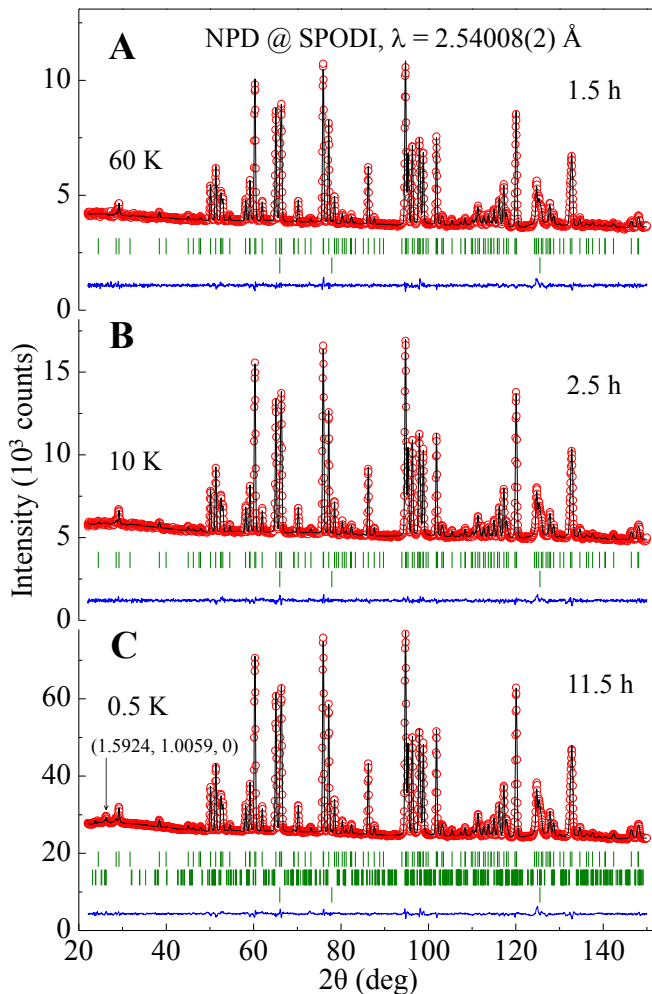 A
NPD @ SPODI, λ = 2.54008(2) Å
1.5 h
60 K
10
5
0
B
2.5 h
10 K
15
10
5
0
C
11.5 h
0.5 K
(1.5924, 1.0059, 0)
60
40
20
0
20 40 60 80 100 120 140
2θ (deg)
Intensity (10³ counts)